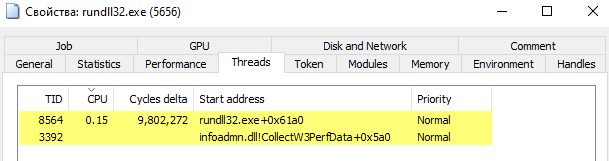 Свойства: rundll32.exe (5656)
Job GPU Disk and Network Comment
General Statistics Performance Threads Token Modules Memory Environment Handles
TID CPU Cycles delta Start address Priority
8564 0.15 9,802,272 rundll32.exe+0x61a0 Normal
3392 infoadmn.dll!CollectW3PerfData+0x5a0 Normal